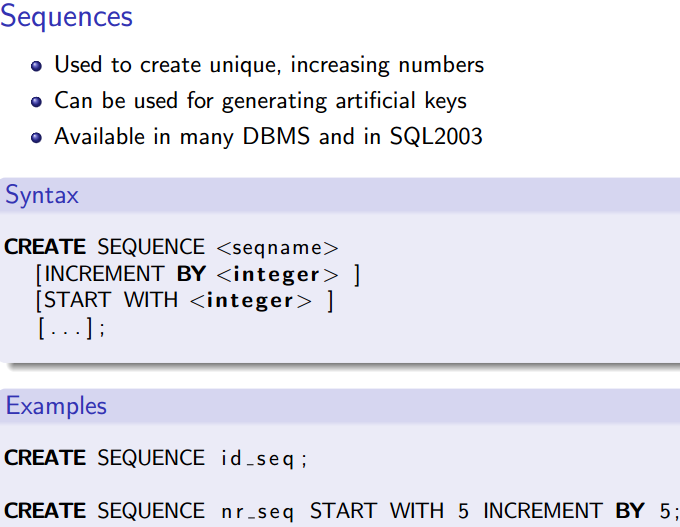 Sequences
Used to create unique, increasing numbers
Can be used for generating artificial keys
Available in many DBMS and in SQL2003
Syntax
CREATE SEQUENCE <seqname>
[INCREMENT BY <integer> ]
[START WITH <integer> ]
[...];
Examples
CREATE SEQUENCE id_seq;
CREATE SEQUENCE nr_seq START WITH 5 INCREMENT BY 5;